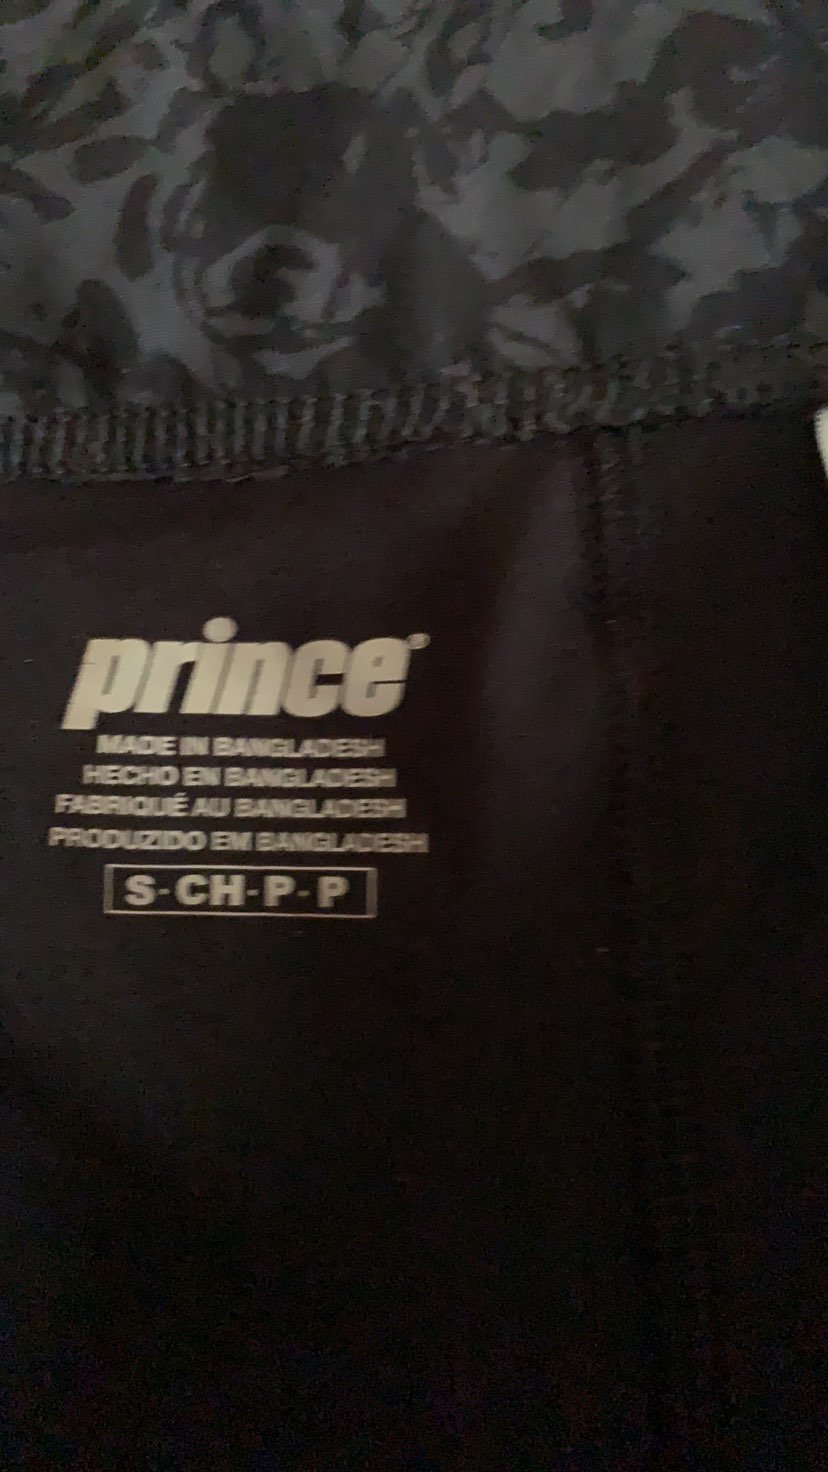 prince
MADE IN BANGLADESH
HECHO EN BANGLADESH
FABRIQUÉ AU BANGLADESH
PRODUZIDO EM BANGLADESH
S-CH-P-P